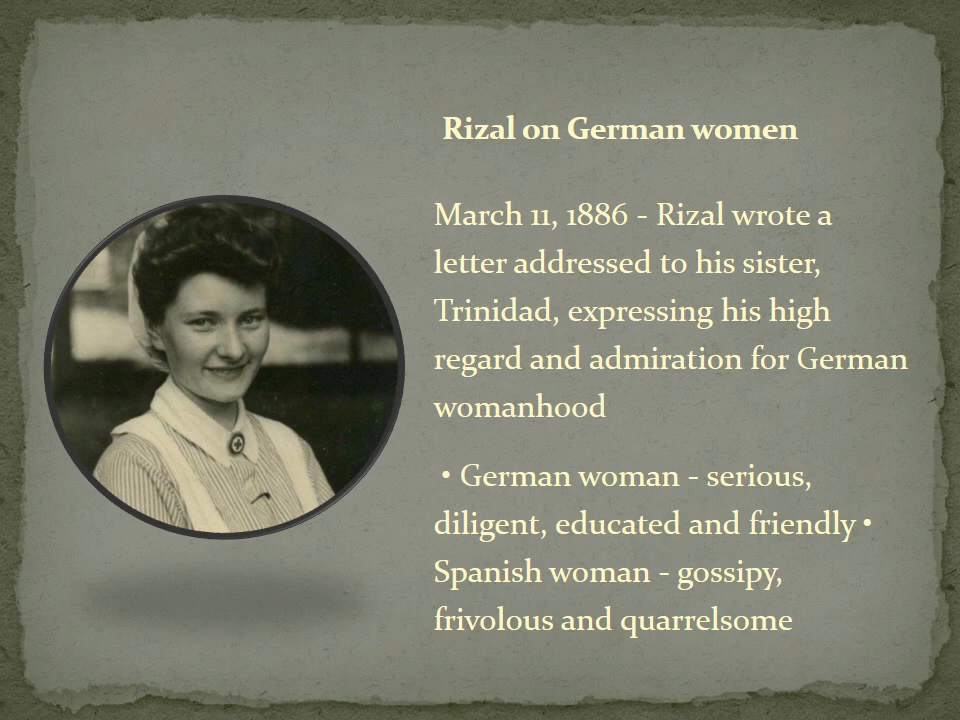 Rizal on German women
March 11, 1886 - Rizal wrote a
letter addressed to his sister,
Trinidad, expressing his high
regard and admiration for German
womanhood
• German woman - serious,
diligent, educated and friendly •
Spanish woman - gossipy,
frivolous and quarrelsome